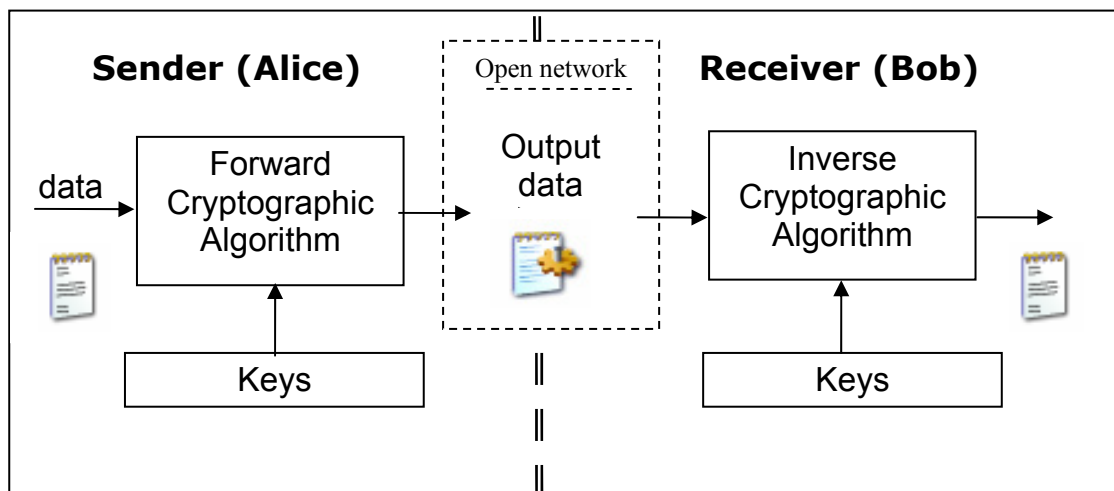 Sender (Alice)
Open network
Receiver (Bob)
data
Forward
Cryptographic
Algorithm
Output
data
Inverse
Cryptographic
Algorithm
Keys
Keys